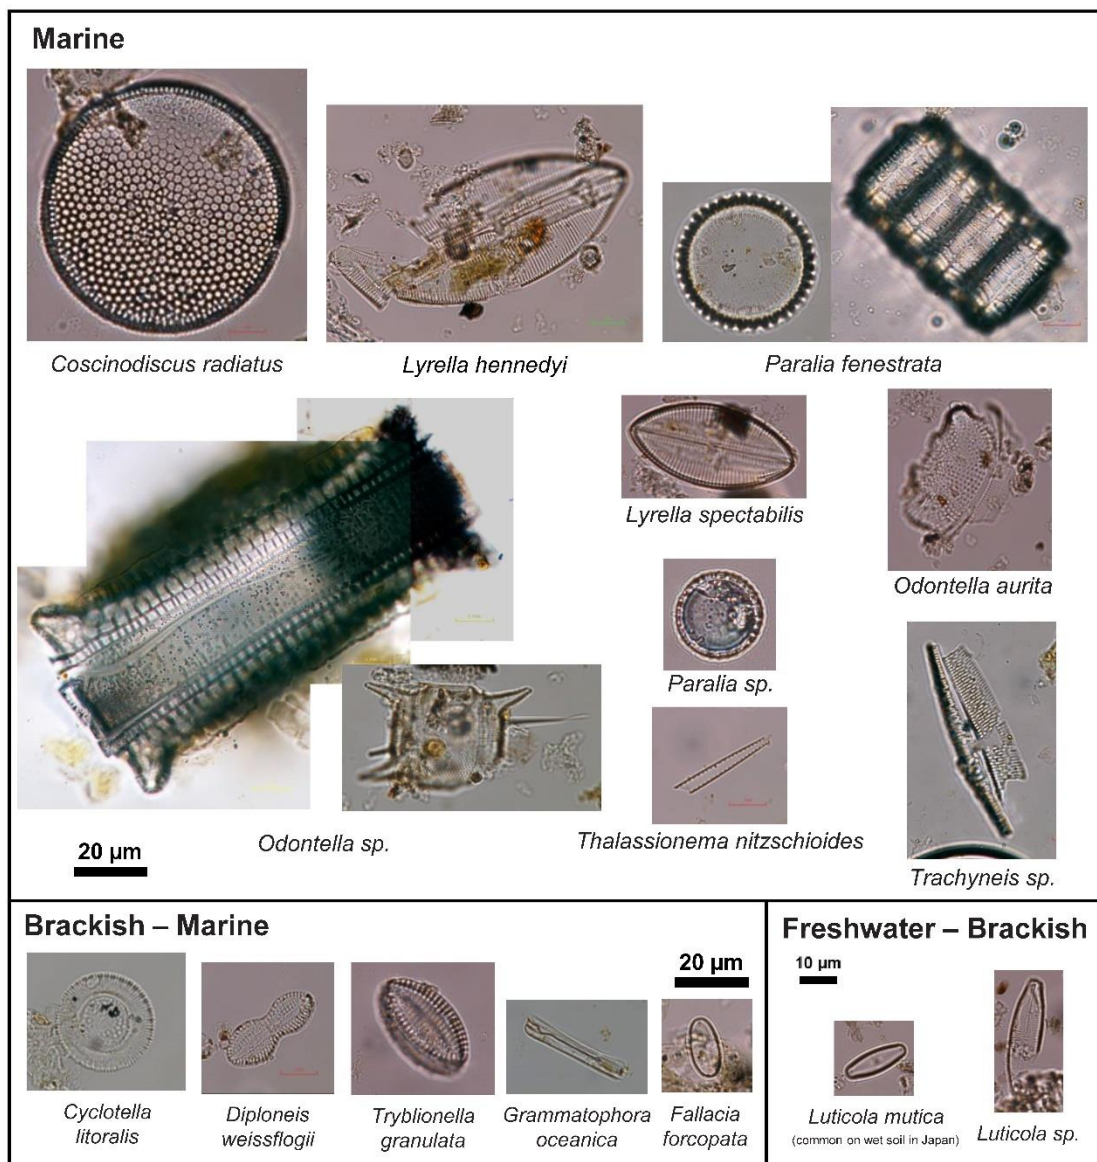 Marine
Coscinodiscus radiatus
Lyrella hennedyi
Paralia fenestrata
Lyrella spectabilis
Odontella aurita
Paralia sp.
Odontella sp.
Thalassionema nitzschioides
Trachyneis sp.
20 µm
Brackish – Marine
20 µm
Cyclotella
litoralis
Diploneis
weissflogii
Tryblionella
granulata
Grammatophora
oceanica
Fallacia
forcopata
Freshwater – Brackish
10 µm
Luticola mutica
(common on wet soil in Japan)
Luticola sp.